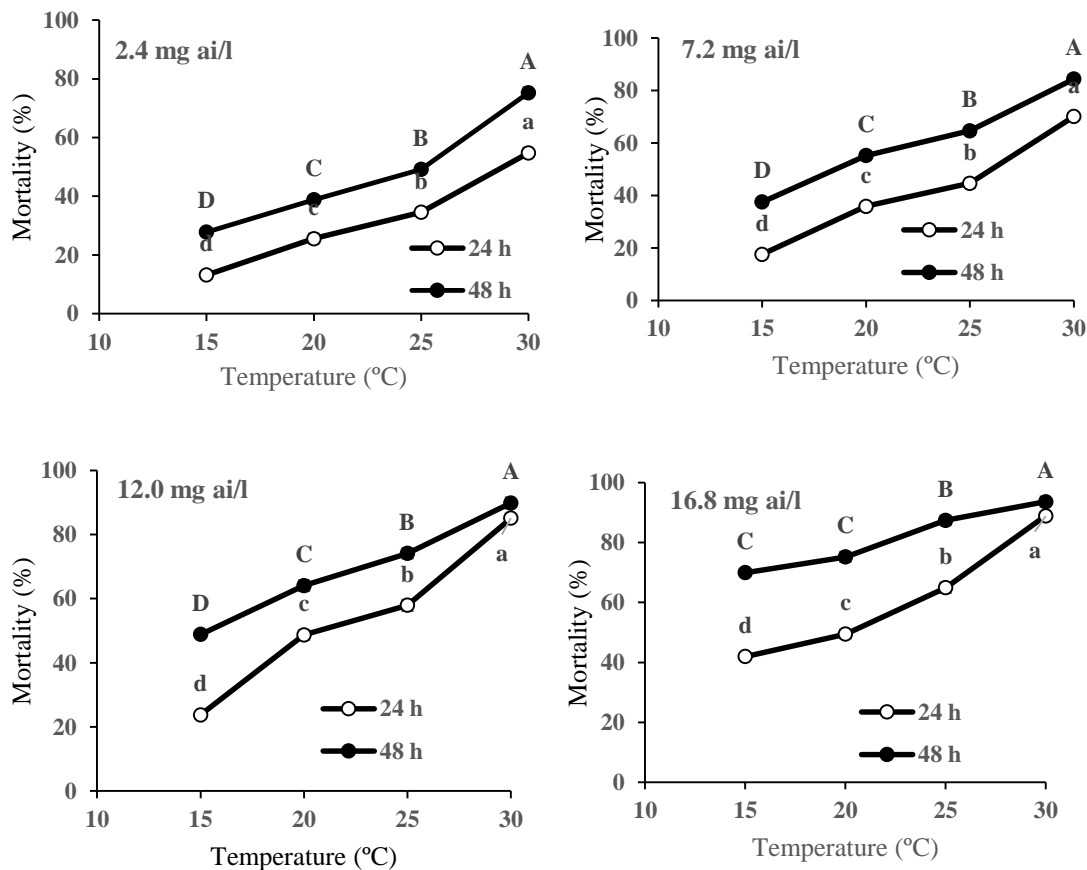 2.4 mg ai/l
Mortality (%)
100
80
60
40
20
0
10
15
20
25
30
Temperature (ºC)
D
C
B
A
d
c
b
a
24 h
48 h
7.2 mg ai/l
Mortality (%)
100
80
60
40
20
0
10
15
20
25
30
Temperature (ºC)
D
C
B
A
d
c
b
a
24 h
48 h
12.0 mg ai/l
Mortality (%)
100
80
60
40
20
0
10
15
20
25
30
Temperature (ºC)
D
C
B
A
d
c
b
a
24 h
48 h
16.8 mg ai/l
Mortality (%)
100
80
60
40
20
0
10
15
20
25
30
Temperature (ºC)
C
C
B
A
d
c
b
a
24 h
48 h